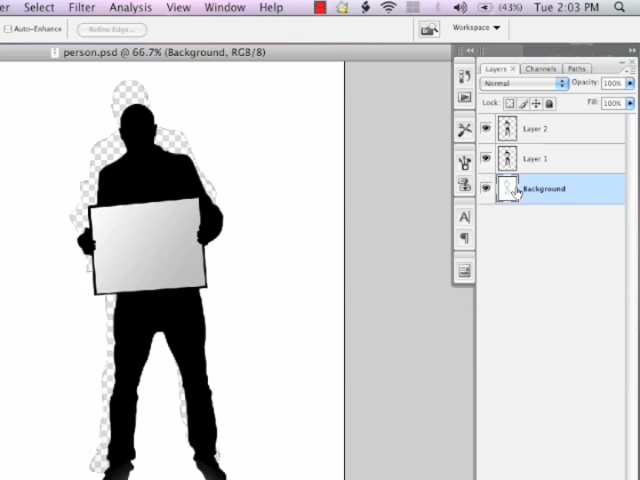 er Select Filter Analysis View Window Help (43%) Tue 2:03 PM
Auto-Enhance Refine Edge... Workspace
person.psd @ 66.7% (Background, RGB/8)
Layers × Channels Paths
Normal Opacity: 100%
Lock: Fill: 100%
Layer 2
Layer 1
Background
A